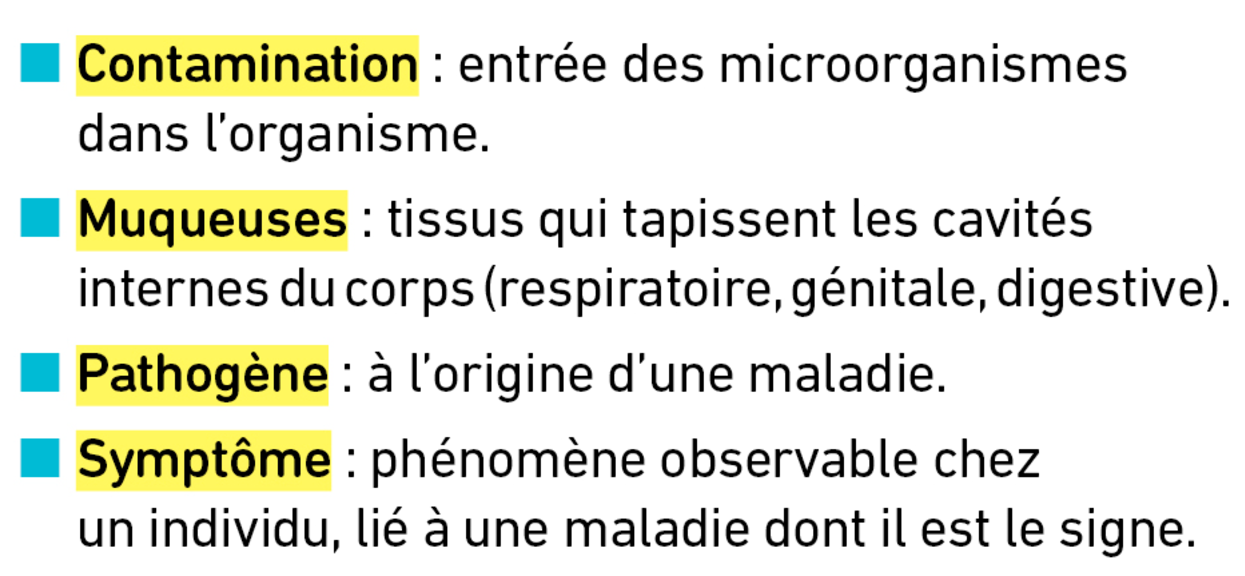 Contamination : entrée des microorganismes
dans l’organisme.
Muqueuses : tissus qui tapissent les cavités
internes du corps (respiratoire, génitale, digestive).
Pathogène : à l’origine d’une maladie.
Symptôme : phénomène observable chez
un individu, lié à une maladie dont il est le signe.